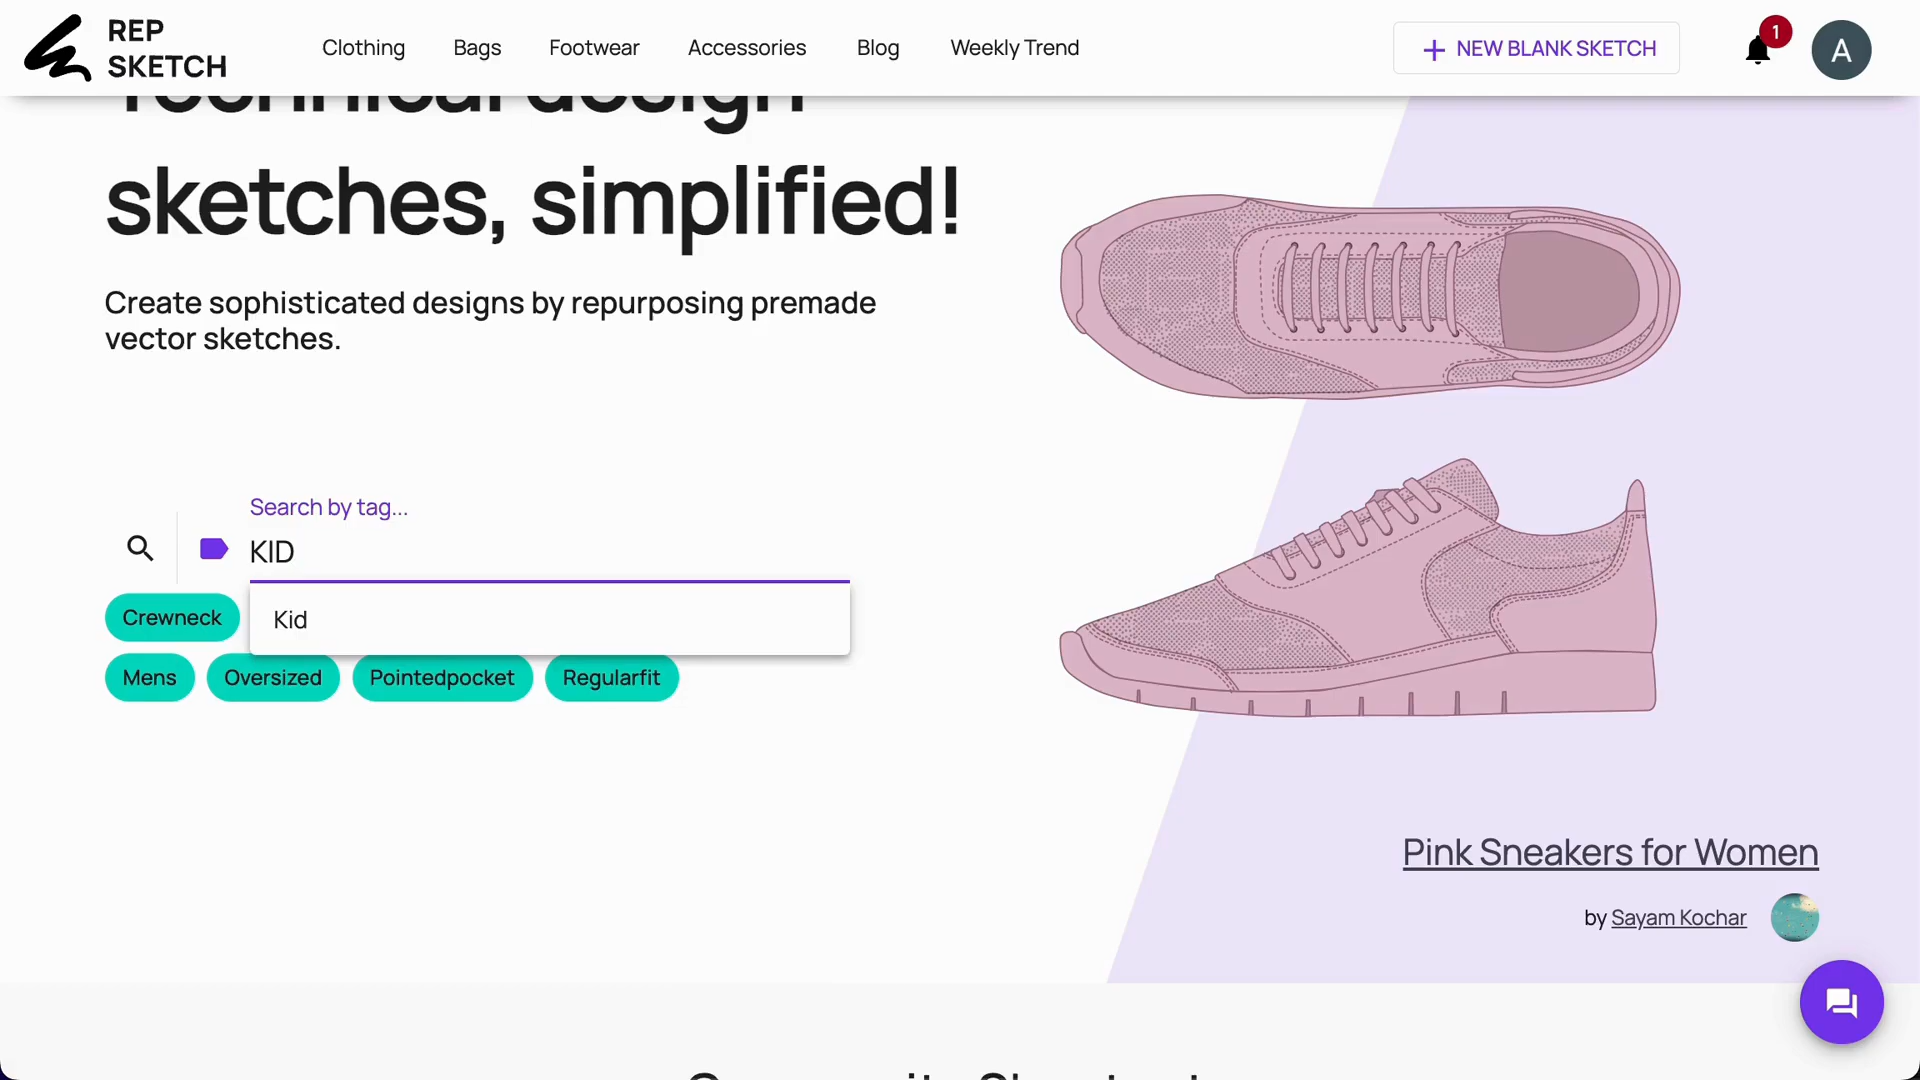 REP
SKETCH
Clothing
Bags
Footwear
Accessories
Blog
Weekly Trend
NEW BLANK SKETCH
1
A
Technical design
sketches, simplified!
Create sophisticated designs by repurposing premade
vector sketches.
Search by tag...
KID
Kid
Crewneck
Mens
Oversized
Pointedpocket
Regularfit
Pink Sneakers for Women
by Sayam Kochar